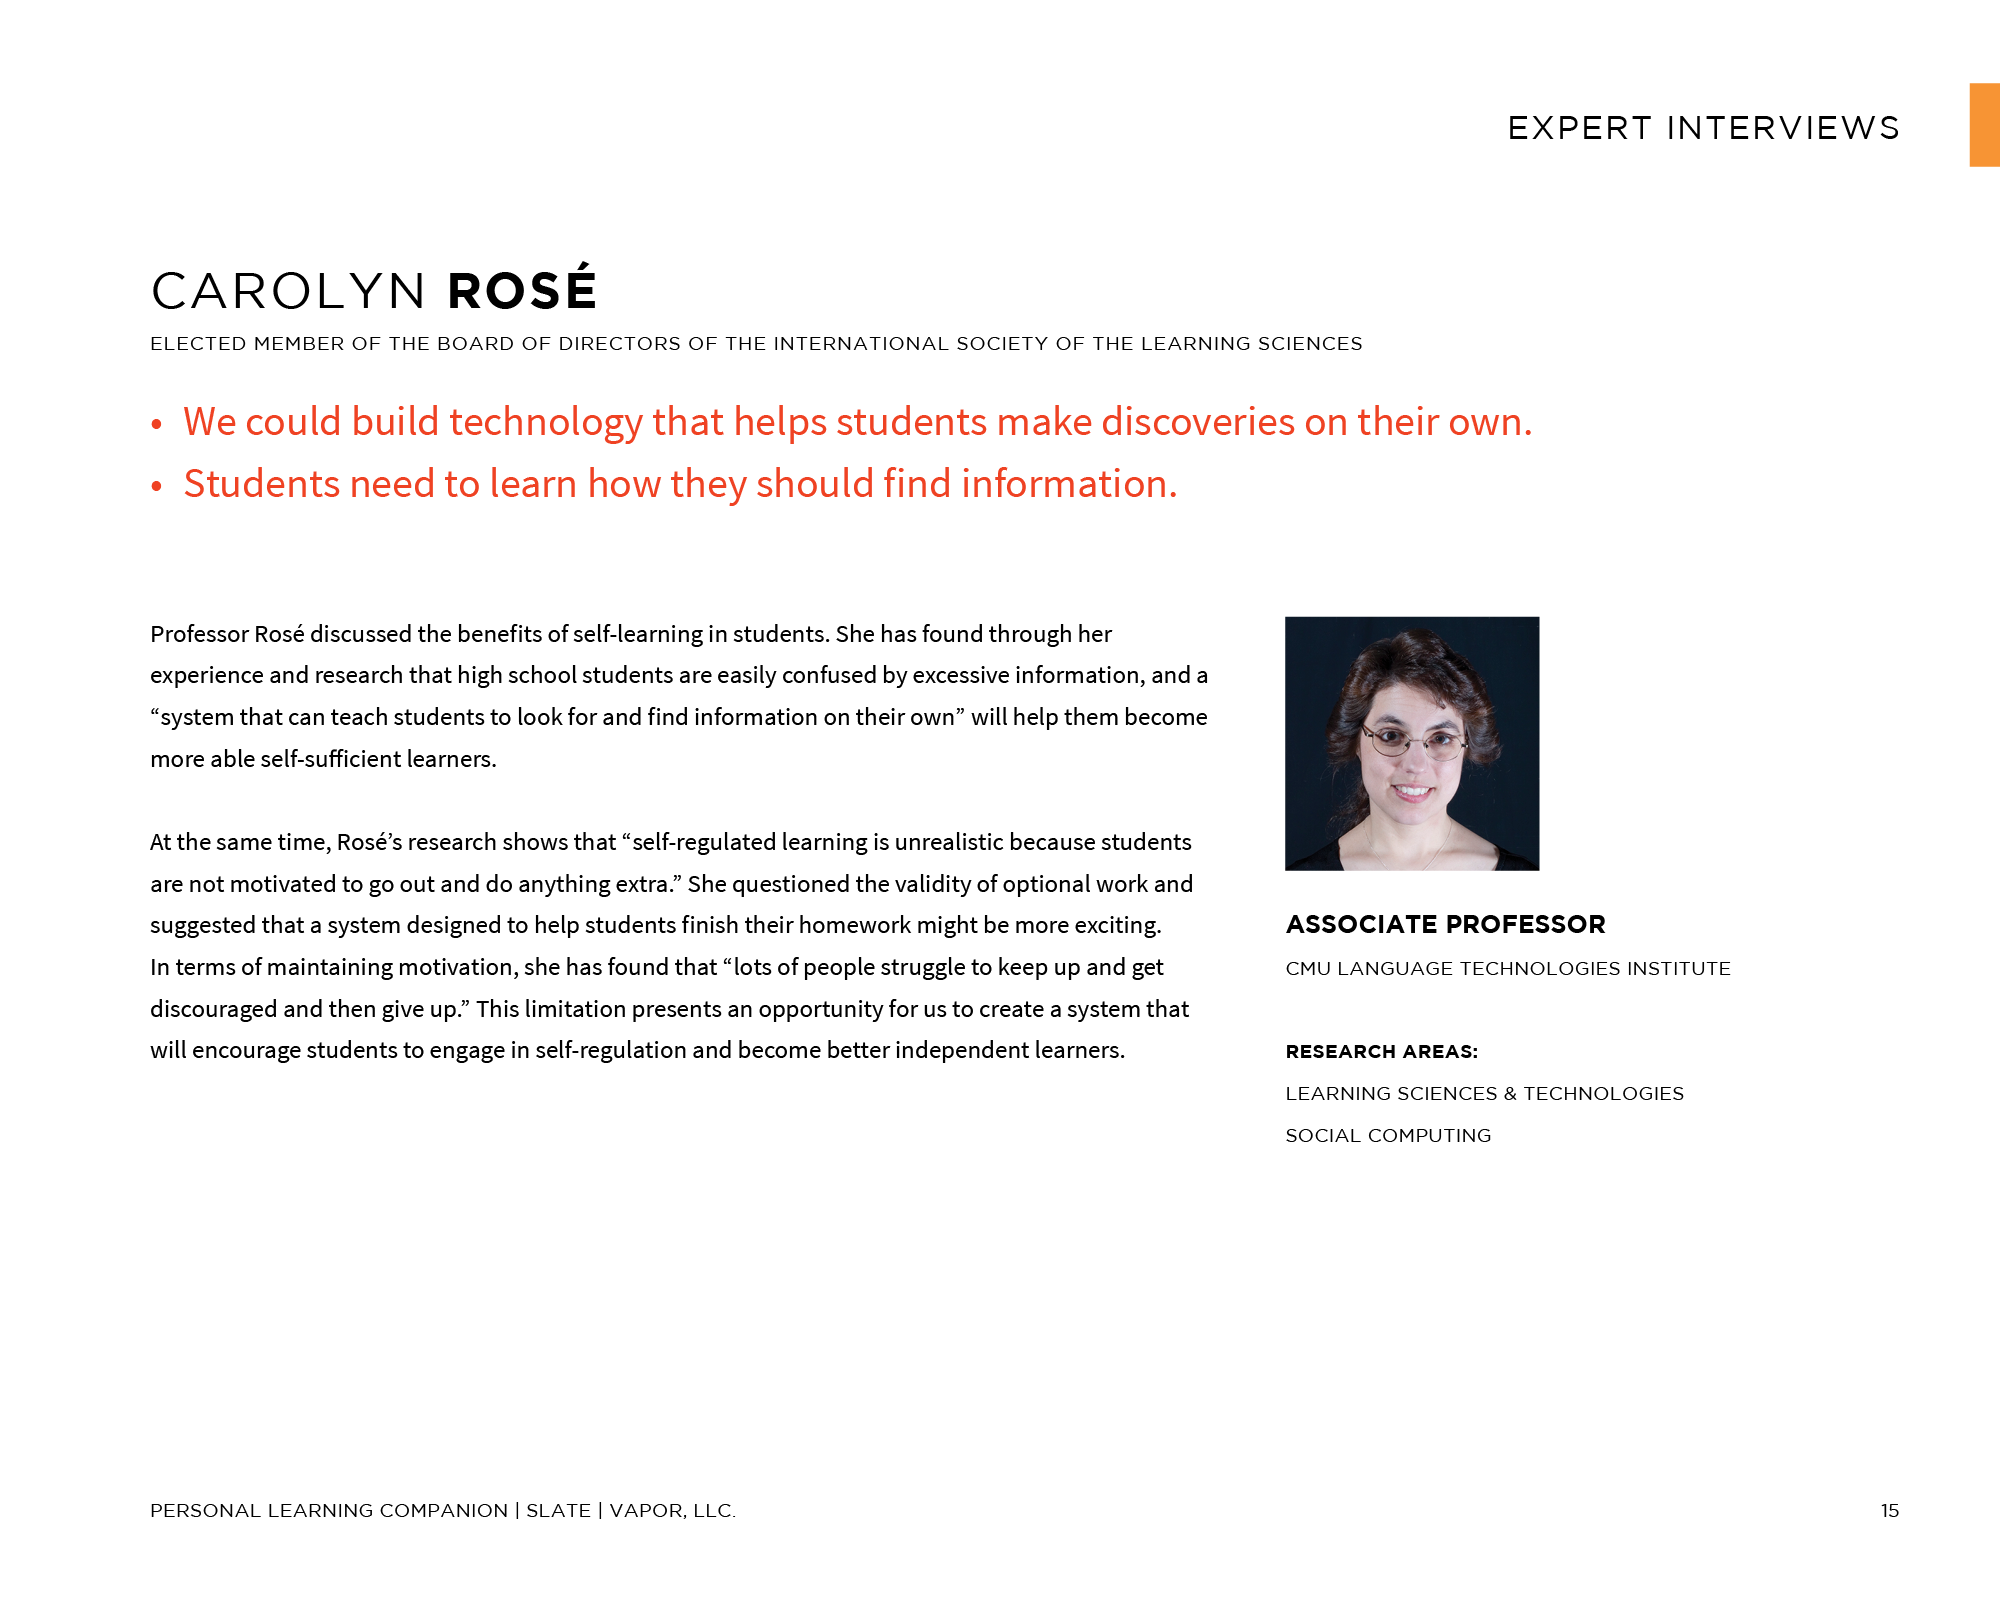 EXPERT INTERVIEWS
CAROLYN ROSÉ
ELECTED MEMBER OF THE BOARD OF DIRECTORS OF THE INTERNATIONAL SOCIETY OF THE LEARNING SCIENCES
• We could build technology that helps students make discoveries on their own.
• Students need to learn how they should find information.
Professor Rosé discussed the benefits of self-learning in students. She has found through her
experience and research that high school students are easily confused by excessive information, and a
“system that can teach students to look for and find information on their own” will help them become
more able self-sufficient learners.
At the same time, Rosé’s research shows that “self-regulated learning is unrealistic because students
are not motivated to go out and do anything extra.” She questioned the validity of optional work and
suggested that a system designed to help students finish their homework might be more exciting.
In terms of maintaining motivation, she has found that “lots of people struggle to keep up and get
discouraged and then give up.” This limitation presents an opportunity for us to create a system that
will encourage students to engage in self-regulation and become better independent learners.
ASSOCIATE PROFESSOR
CMU LANGUAGE TECHNOLOGIES INSTITUTE
RESEARCH AREAS:
LEARNING SCIENCES & TECHNOLOGIES
SOCIAL COMPUTING
PERSONAL LEARNING COMPANION | SLATE | VAPOR, LLC.
15